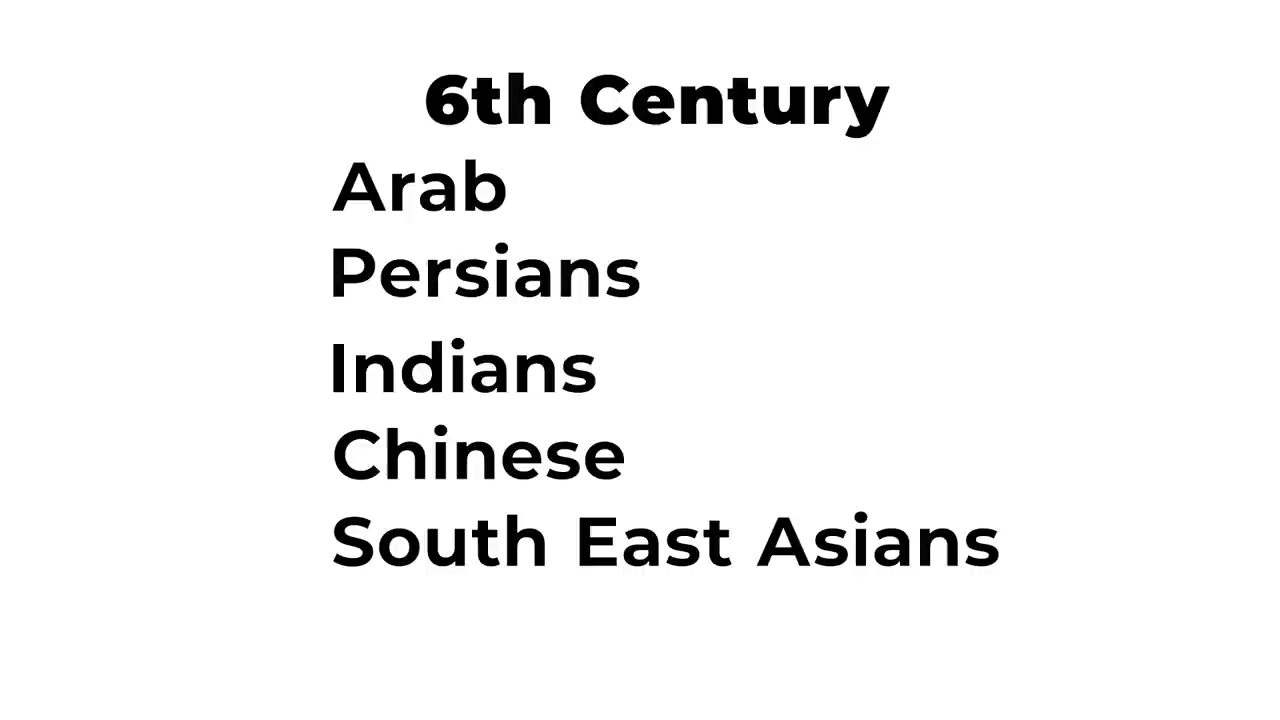 6th Century
Arab
Persians
Indians
Chinese
South East Asians